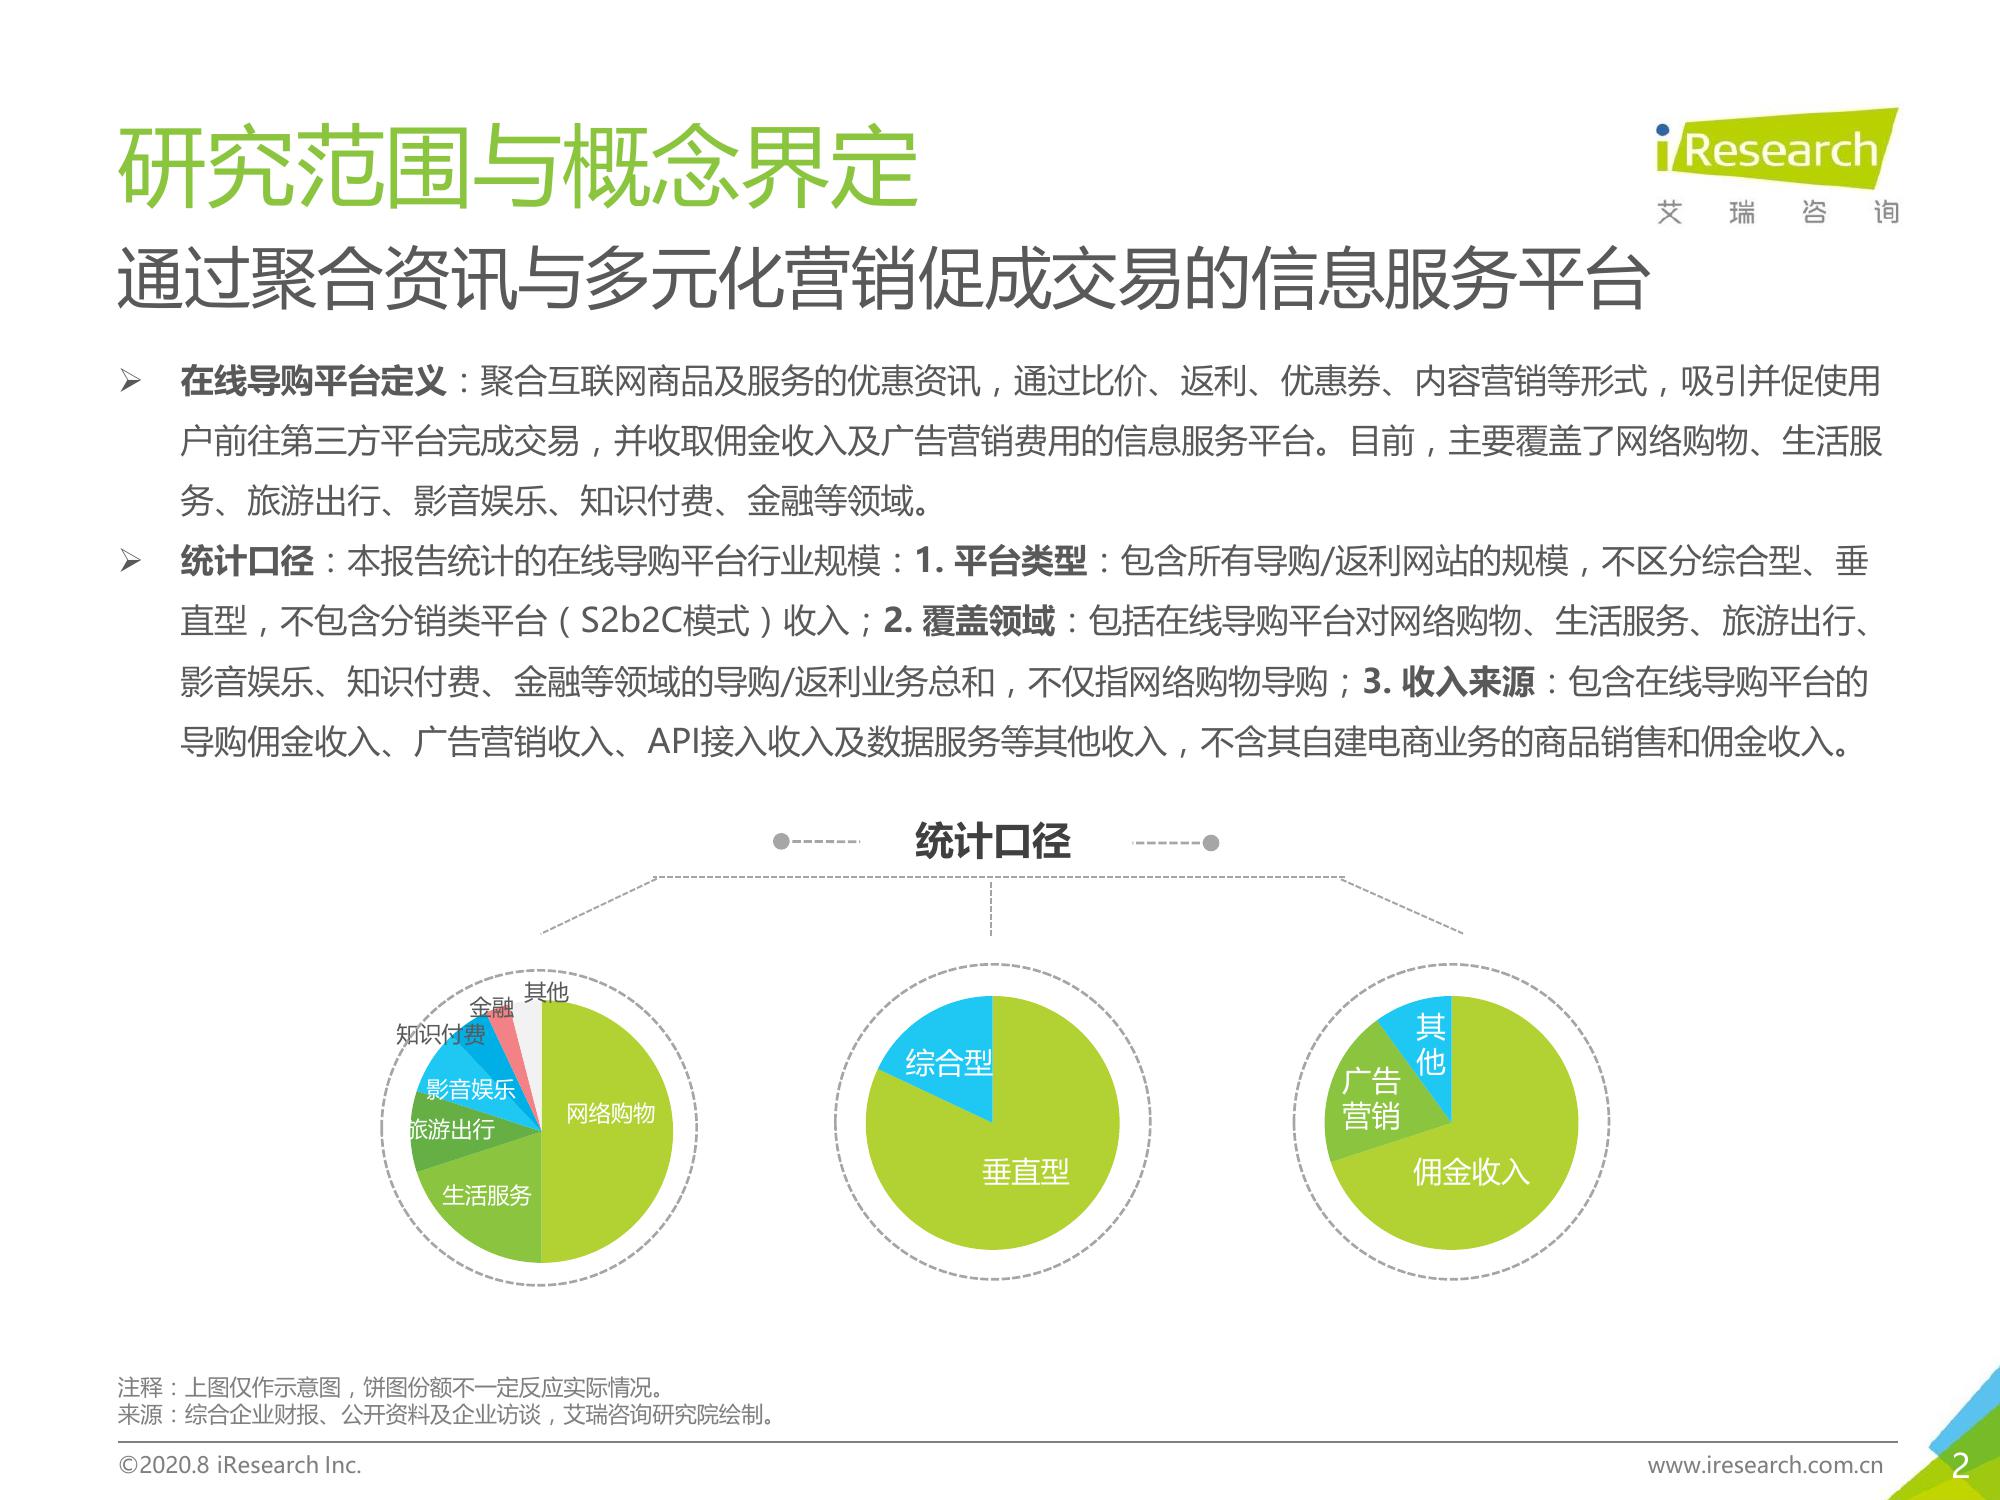 研究范围与概念界定
iResearch
艾瑞咨询
通过聚合资讯与多元化营销促成交易的信息服务平台
➢ 在线导购平台定义：聚合互联网商品及服务的优惠资讯，通过比价、返利、优惠券、内容营销等形式，吸引并促使用
户前往第三方平台完成交易，并收取佣金收入及广告营销费用的信息服务平台。目前，主要覆盖了网络购物、生活服
务、旅游出行、影音娱乐、知识付费、金融等领域。
➢ 统计口径：本报告统计的在线导购平台行业规模：1. 平台类型：包含所有导购/返利网站的规模，不区分综合型、垂
直型，不包含分销类平台（S2b2C模式）收入；2. 覆盖领域：包括在线导购平台对网络购物、生活服务、旅游出行、
影音娱乐、知识付费、金融等领域的导购/返利业务总和，不仅指网络购物导购；3. 收入来源：包含在线导购平台的
导购佣金收入、广告营销收入、API接入收入及数据服务等其他收入，不含其自建电商业务的商品销售和佣金收入。
统计口径
其他
金融
知识付费
影音娱乐
旅游出行
生活服务
网络购物
综合型
垂直型
其
他
广告
营销
佣金收入
注释：上图仅作示意图，饼图份额不一定反应实际情况。
来源：综合企业财报、公开资料及企业访谈，艾瑞咨询研究院绘制。
©2020.8 iResearch Inc.
www.iresearch.com.cn
2